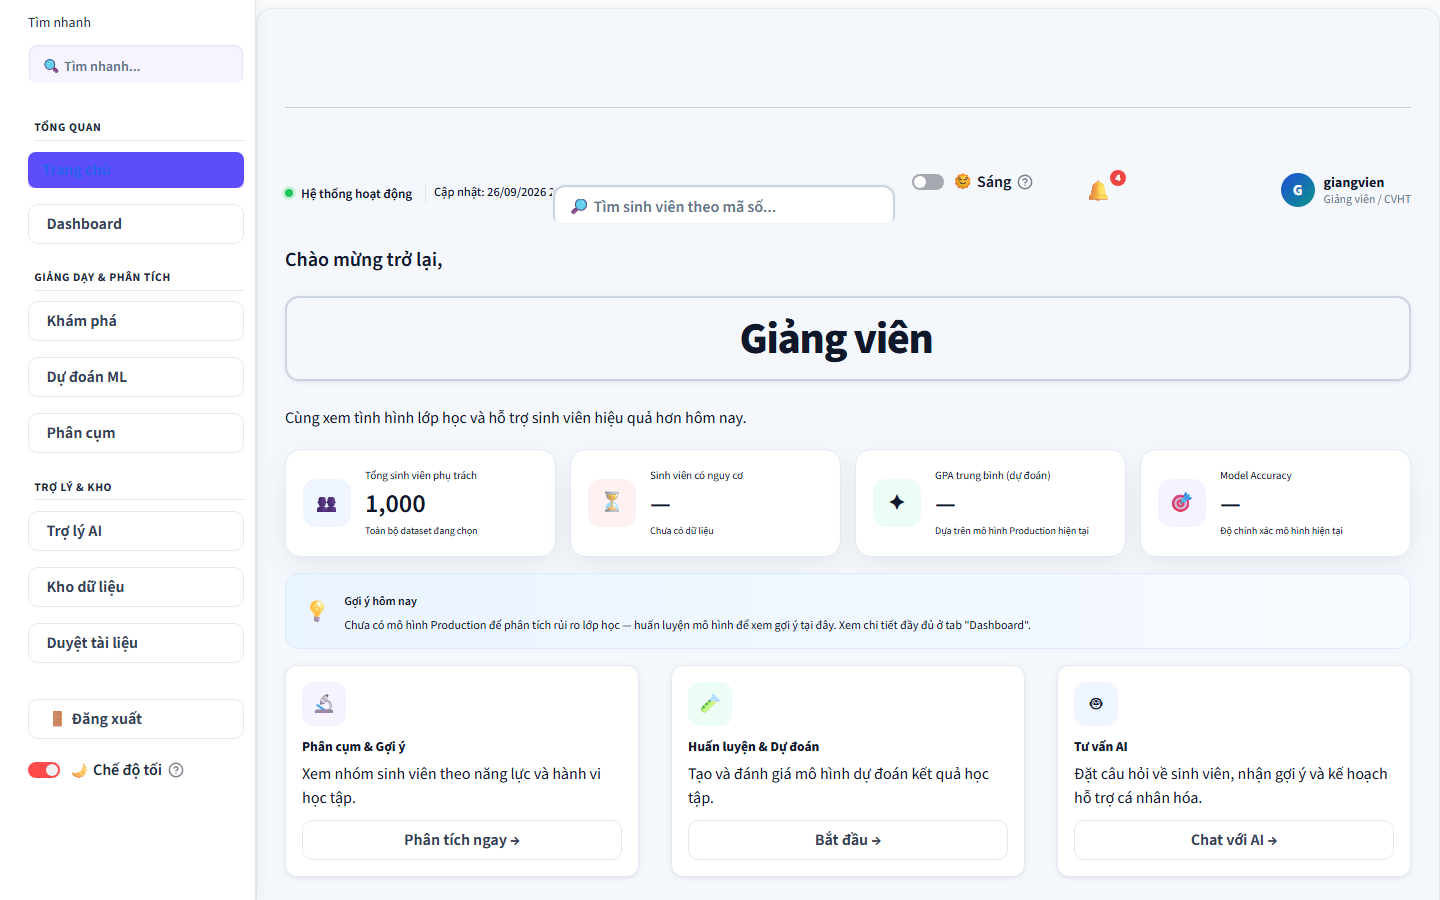 Tìm nhanh
Tìm nhanh...
TỔNG QUAN
Trang chủ
Dashboard
GIẢNG DẠY & PHÂN TÍCH
Khám phá
Dự đoán ML
Phân cụm
TRỢ LÝ & KHO
Trợ lý AI
Kho dữ liệu
Duyệt tài liệu
Đăng xuất
Chế độ tối
Hệ thống hoạt động
Cập nhật: 26/09/2026
Tìm sinh viên theo mã số...
Sáng
4
G
giangvien
Giảng viên / CVHT
Chào mừng trở lại,
Giảng viên
Cùng xem tình hình lớp học và hỗ trợ sinh viên hiệu quả hơn hôm nay.
Tổng sinh viên phụ trách
1,000
Toàn bộ dataset đang chọn
Sinh viên có nguy cơ
—
Chưa có dữ liệu
GPA trung bình (dự đoán)
—
Dựa trên mô hình Production hiện tại
Model Accuracy
—
Độ chính xác mô hình hiện tại
Gợi ý hôm nay
Chưa có mô hình Production để phân tích rủi ro lớp học — huấn luyện mô hình để xem gợi ý tại đây. Xem chi tiết đầy đủ ở tab "Dashboard".
Phân cụm & Gợi ý
Xem nhóm sinh viên theo năng lực và hành vi
học tập.
Phân tích ngay →
Huấn luyện & Dự đoán
Tạo và đánh giá mô hình dự đoán kết quả học
tập.
Bắt đầu →
Tư vấn AI
Đặt câu hỏi về sinh viên, nhận gợi ý và kế hoạch
hỗ trợ cá nhân hóa.
Chat với AI →